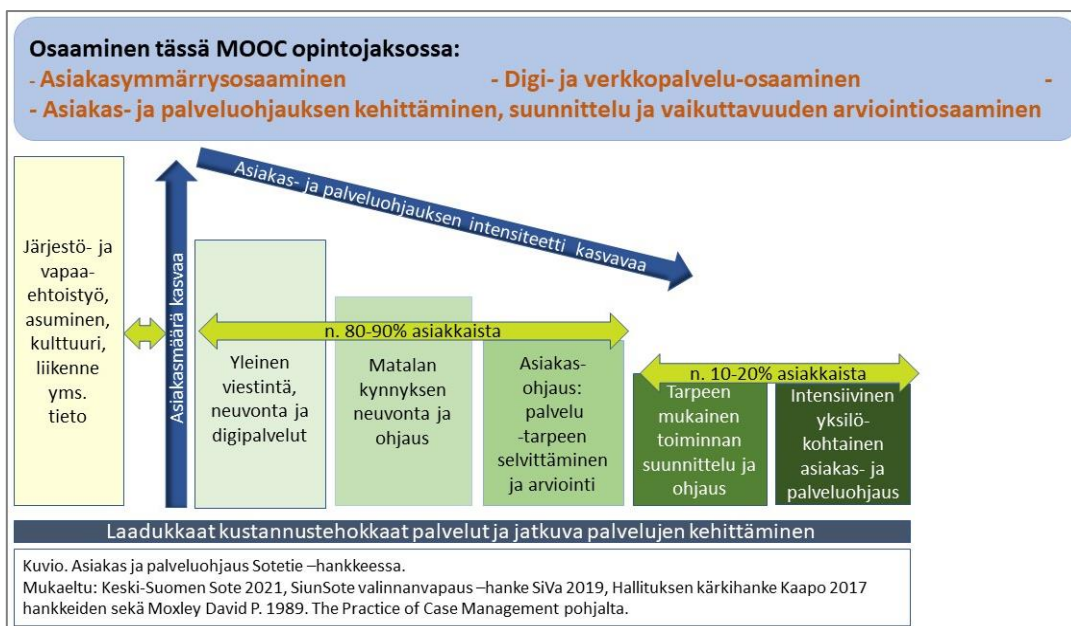 Osaaminen tässä MOOC opintojaksossa:
- Asiakasymmärrysosaaminen - Digi- ja verkkopalvelu-osaaminen -
- Asiakas- ja palveluohjauksen kehittäminen, suunnittelu ja vaikuttavuuden arviointiosaaminen
Järjestö- ja
vapaa-
ehtoistyö,
asuminen,
kulttuuri,
liikenne
yms.
tieto
Asiakasmäärä kasvaa
Asiakas- ja palveluohjauksen intensiteetti kasvavaa
n. 80-90% asiakkaista
Yleinen
viestintä,
neuvonta ja
digipalvelut
Matalan
kynnyksen
neuvonta ja
ohjaus
Asiakas-
ohjaus:
palvelu
-tarpeen
selvittäminen
ja arviointi
n. 10-20% asiakkaista
Tarpeen
mukainen
toiminnan
suunnittelu ja
ohjaus
Intensiivinen
yksilö-
kohtainen
asiakas- ja
palveluohjaus
Laadukkaat kustannustehokkaat palvelut ja jatkuva palvelujen kehittäminen
Kuvio. Asiakas ja palveluohjaus Sotetie –hankkeessa.
Mukaeltu: Keski-Suomen Sote 2021, SiunSote valinnanvapaus –hanke SiVa 2019, Hallituksen kärkihanke Kaapo 2017
hankkeiden sekä Moxley David P. 1989. The Practice of Case Management pohjalta.